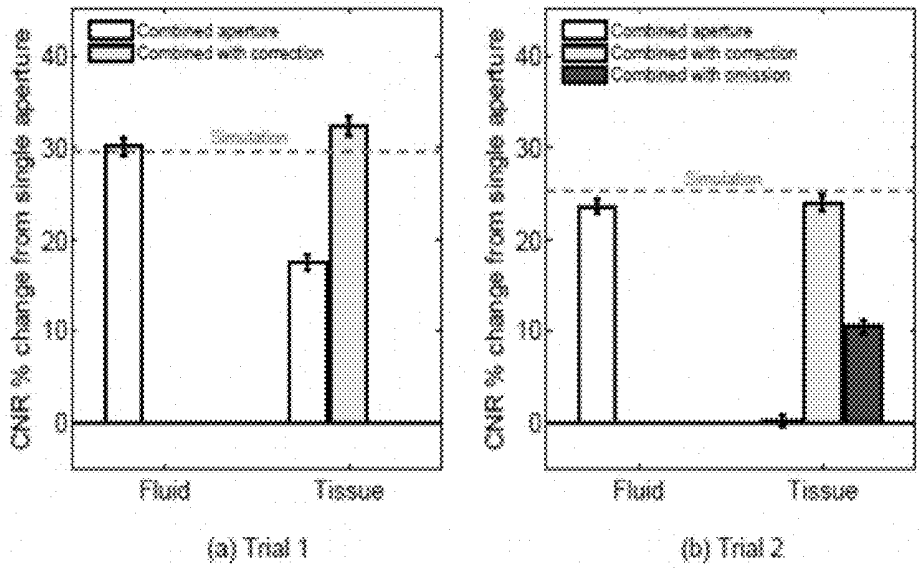 CNR % change from single aperture
40
30
20
10
0
Combined aperture
Combined with correction
Simulation
Fluid
Tissue
(a) Trial 1
CNR % change from single aperture
40
30
20
10
0
Combined aperture
Combined with correction
Combined with omission
Simulation
Fluid
Tissue
(b) Trial 2